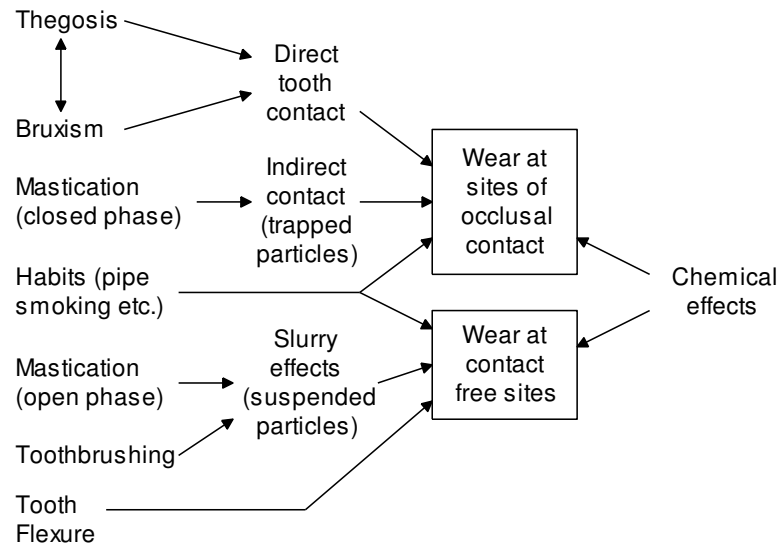 Thegosis
Bruxism
Mastication
(closed phase)
Habits (pipe
smoking etc.)
Mastication
(open phase)
Toothbrushing
Tooth
Flexure
Direct
tooth
contact
Indirect
contact
(trapped
particles)
Slurry
effects
(suspended
particles)
Wear at
sites of
occlusal
contact
Wear at
contact
free sites
Chemical
effects